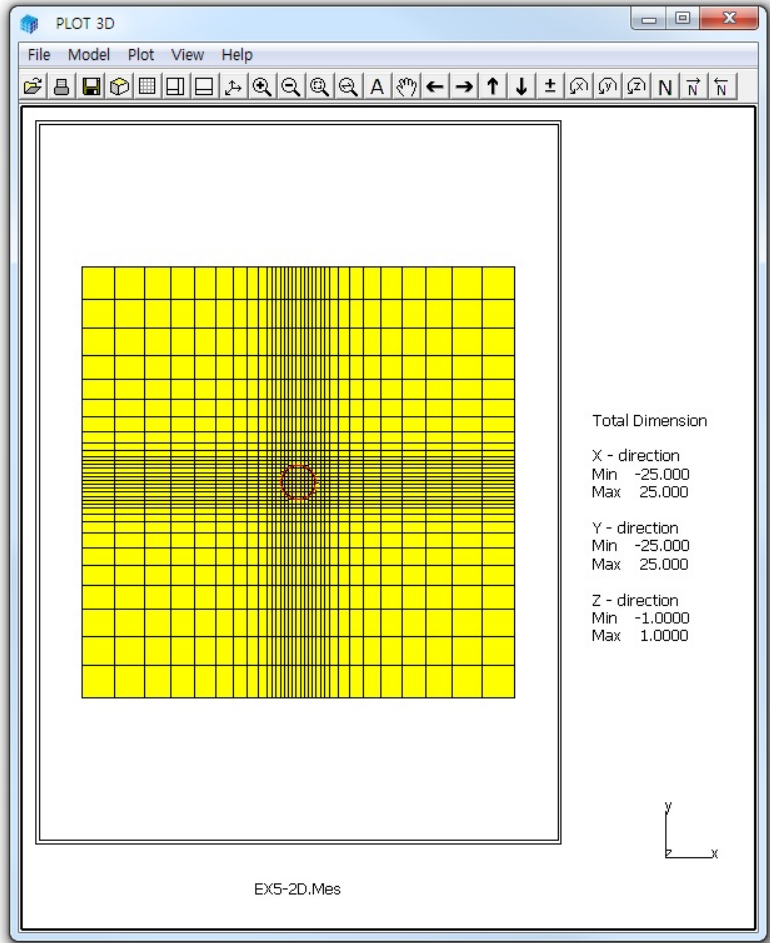 PLOT 3D
File Model Plot View Help
A ± X Y Z N N N
Total Dimension
X - direction
Min -25.000
Max 25.000
Y - direction
Min -25.000
Max 25.000
Z - direction
Min -1.0000
Max 1.0000
y
z x
EX5-2D.Mes